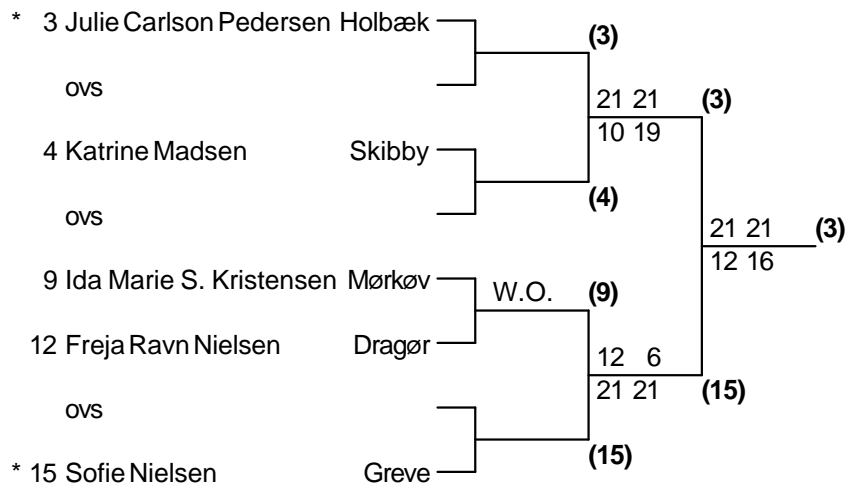 * 3 Julie Carlson Pedersen Holbæk
(3)
ovs
21 21 (3)
10 19
4 Katrine Madsen Skibby
(4)
ovs
21 21 (3)
12 16
9 Ida Marie S. Kristensen Mørkøv
W.O. (9)
12 Freja Ravn Nielsen Dragør
12 6
21 21 (15)
ovs
(15)
* 15 Sofie Nielsen Greve